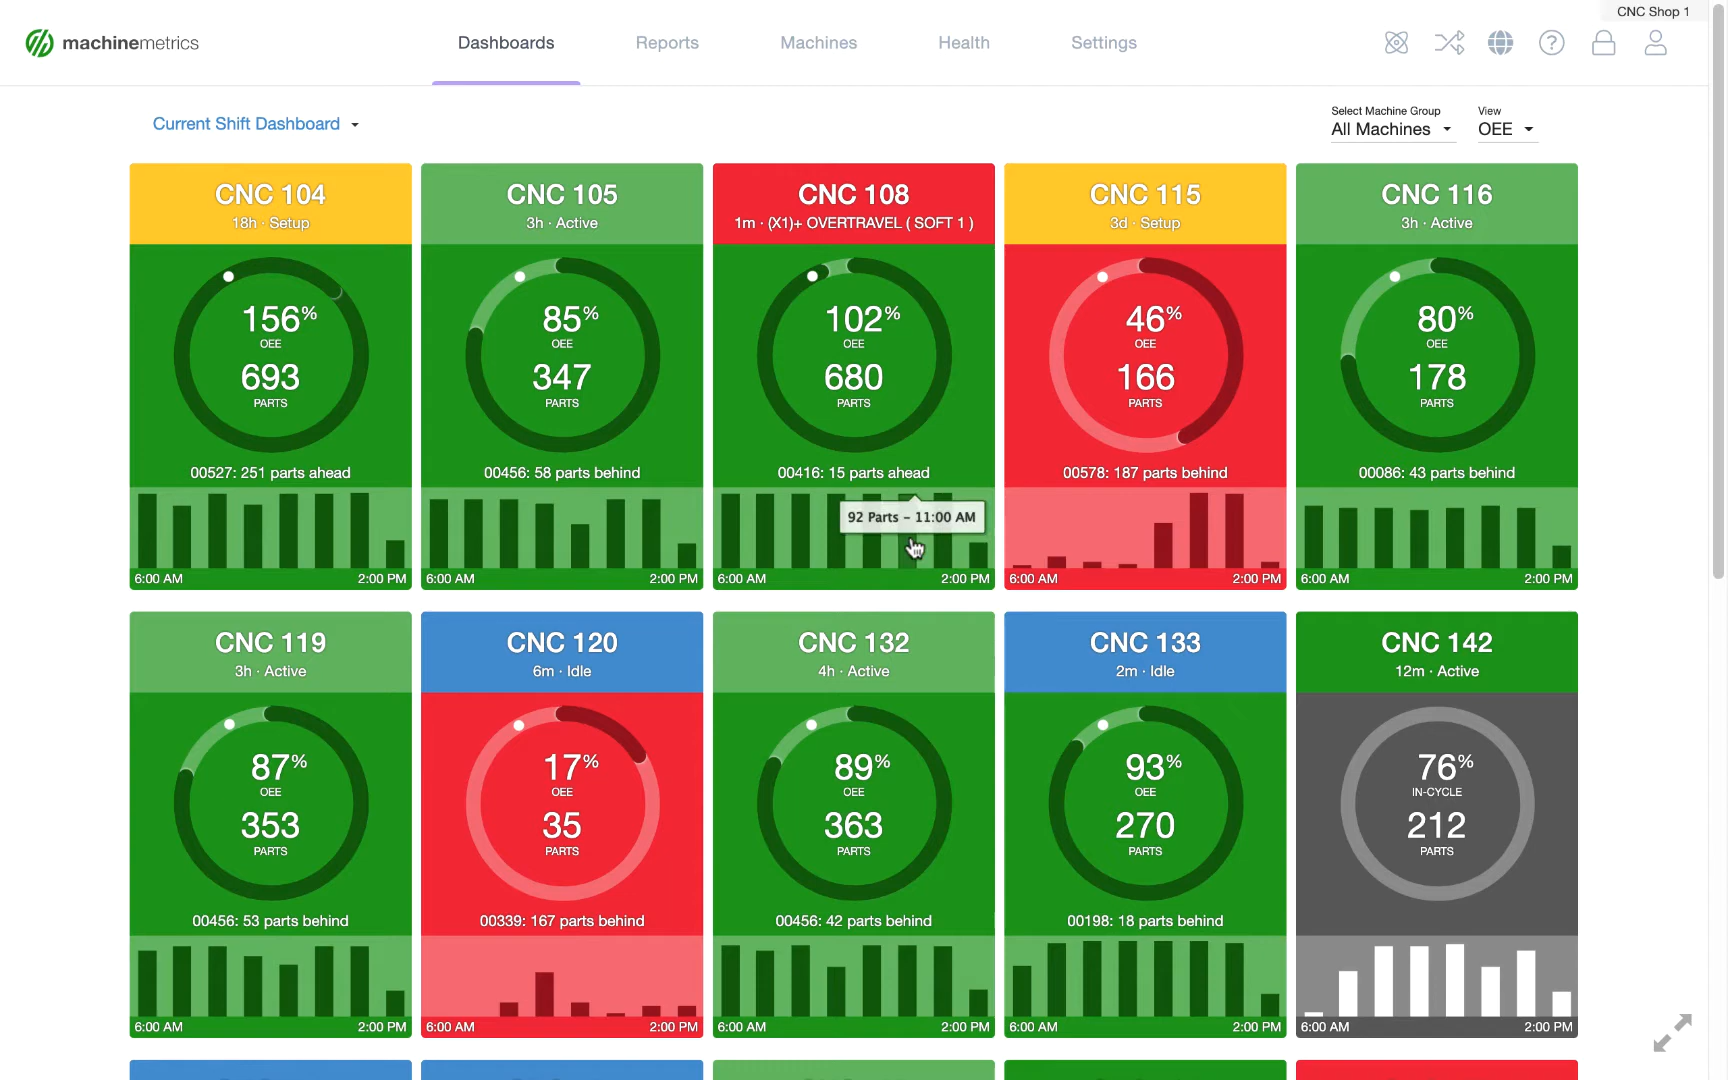 CNC Shop 1
machinemetrics
Dashboards
Reports
Machines
Health
Settings
Current Shift Dashboard
Select Machine Group
All Machines
View
OEE
CNC 104
18h · Setup
156%
OEE
693
PARTS
00527: 251 parts ahead
6:00 AM
2:00 PM
CNC 105
3h · Active
85%
OEE
347
PARTS
00456: 58 parts behind
6:00 AM
2:00 PM
CNC 108
1m · (X1)+ OVERTRAVEL ( SOFT 1 )
102%
OEE
680
PARTS
00416: 15 parts ahead
92 Parts – 11:00 AM
6:00 AM
2:00 PM
CNC 115
3d · Setup
46%
OEE
166
PARTS
00578: 187 parts behind
6:00 AM
2:00 PM
CNC 116
3h · Active
80%
OEE
178
PARTS
00086: 43 parts behind
6:00 AM
2:00 PM
CNC 119
3h · Active
87%
OEE
353
PARTS
00456: 53 parts behind
6:00 AM
2:00 PM
CNC 120
6m · Idle
17%
OEE
35
PARTS
00339: 167 parts behind
6:00 AM
2:00 PM
CNC 132
4h · Active
89%
OEE
363
PARTS
00456: 42 parts behind
6:00 AM
2:00 PM
CNC 133
2m · Idle
93%
OEE
270
PARTS
00198: 18 parts behind
6:00 AM
2:00 PM
CNC 142
12m · Active
76%
IN-CYCLE
212
PARTS
6:00 AM
2:00 PM